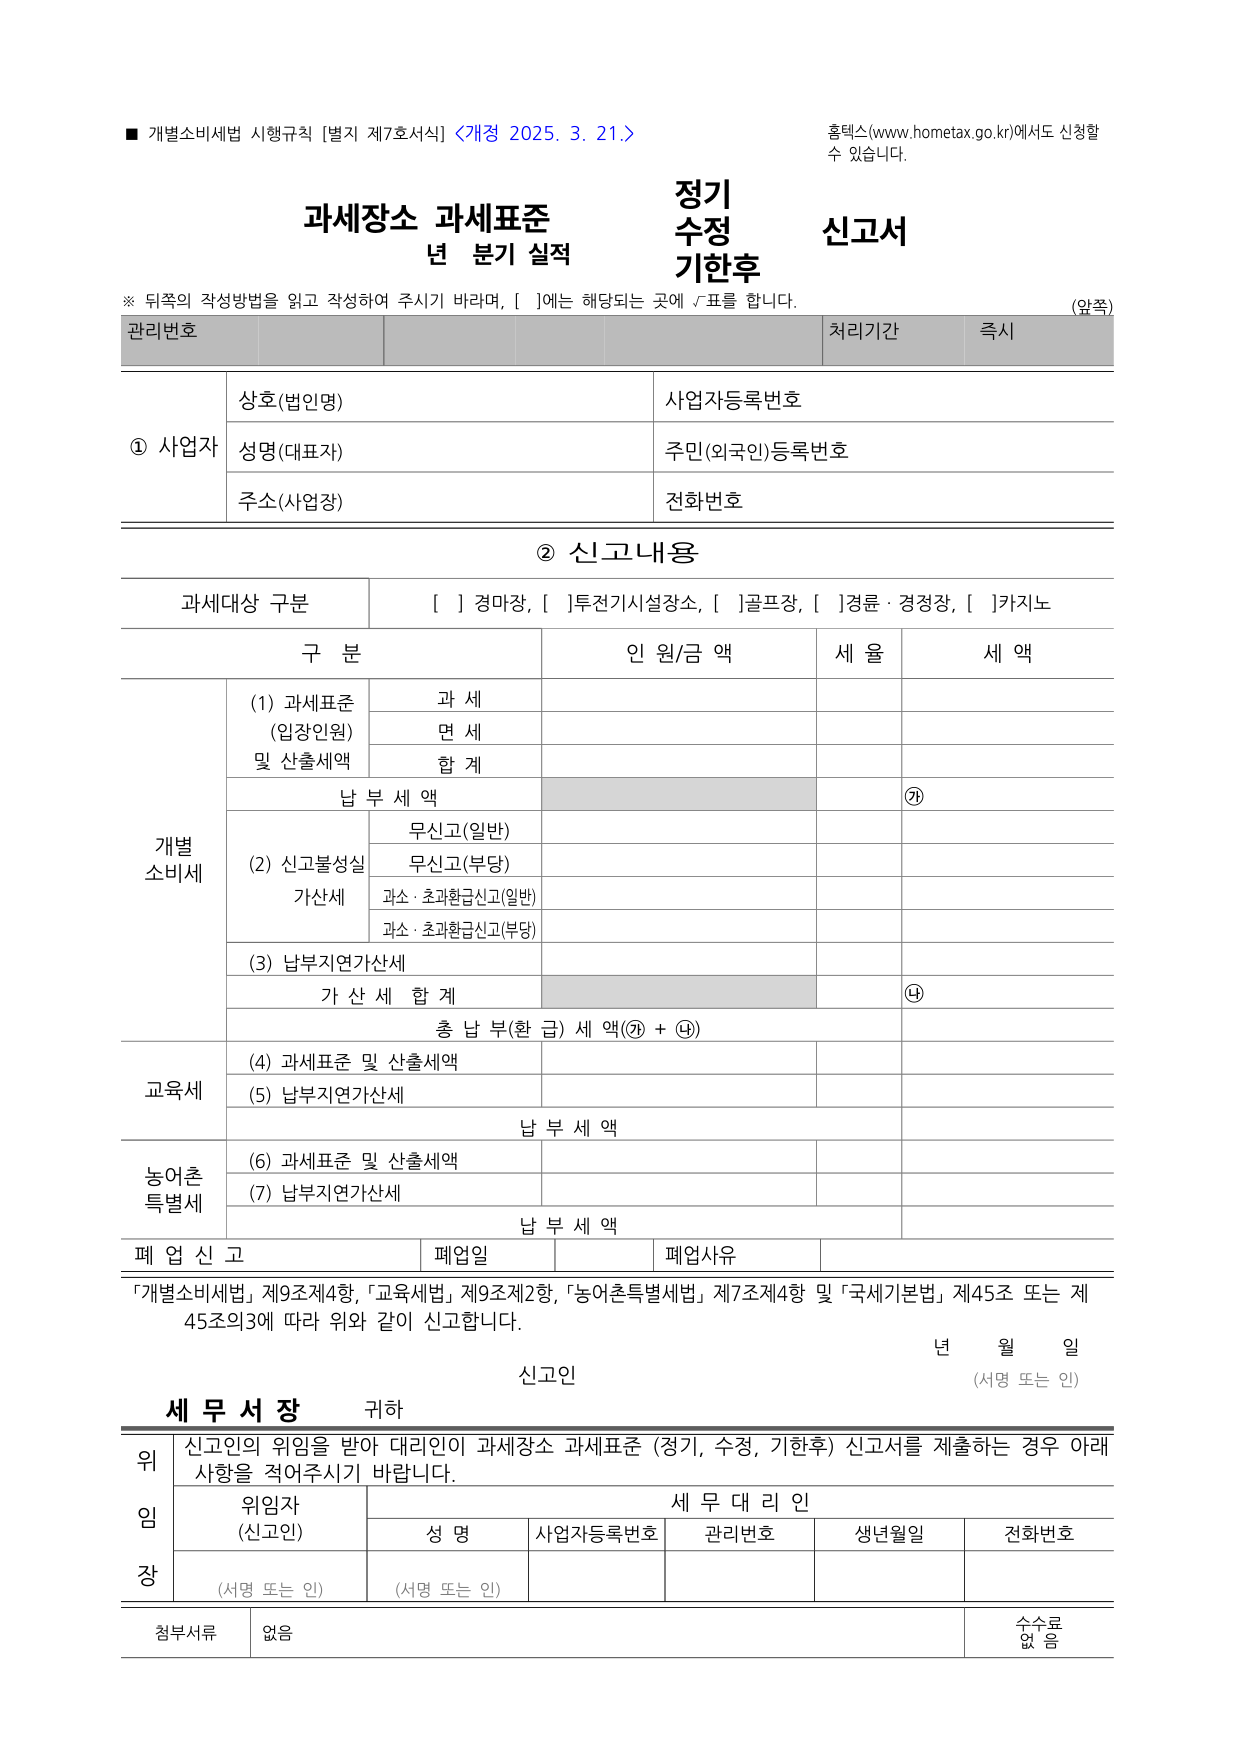 ■ 개별소비세법 시행규칙 [별지 제7호서식] <개정 2025. 3. 21.>
홈텍스(www.hometax.go.kr)에서도 신청할
수 있습니다.
과세장소 과세표준
년 분기 실적
정기
수정
기한후
신고서
※ 뒤쪽의 작성방법을 읽고 작성하여 주시기 바라며, [ ]에는 해당되는 곳에 √표를 합니다.
(앞쪽)
관리번호 처리기간 즉시
① 사업자
상호(법인명) 사업자등록번호
성명(대표자) 주민(외국인)등록번호
주소(사업장) 전화번호
② 신고내용
과세대상 구분 [ ] 경마장, [ ]투전기시설장소, [ ]골프장, [ ]경륜ㆍ경정장, [ ]카지노
구 분 인 원/금 액 세 율 세 액
개별
소비세
(1) 과세표준
(입장인원)
및 산출세액
과 세
면 세
합 계
납 부 세 액 ㉮
(2) 신고불성실
가산세
무신고(일반)
무신고(부당)
과소ㆍ초과환급신고(일반)
과소ㆍ초과환급신고(부당)
(3) 납부지연가산세
가 산 세 합 계 ㉯
총 납 부(환 급) 세 액(㉮ + ㉯)
교육세
(4) 과세표준 및 산출세액
(5) 납부지연가산세
납 부 세 액
농어촌
특별세
(6) 과세표준 및 산출세액
(7) 납부지연가산세
납 부 세 액
폐 업 신 고 폐업일 폐업사유
「개별소비세법」 제9조제4항, 「교육세법」 제9조제2항, 「농어촌특별세법」 제7조제4항 및 「국세기본법」 제45조 또는 제
45조의3에 따라 위와 같이 신고합니다.
년 월 일
신고인 (서명 또는 인)
세 무 서 장 귀하
위
임
장
신고인의 위임을 받아 대리인이 과세장소 과세표준 (정기, 수정, 기한후) 신고서를 제출하는 경우 아래
사항을 적어주시기 바랍니다.
위임자
(신고인)
세 무 대 리 인
성 명 사업자등록번호 관리번호 생년월일 전화번호
(서명 또는 인) (서명 또는 인)
첨부서류 없음
수수료
없 음